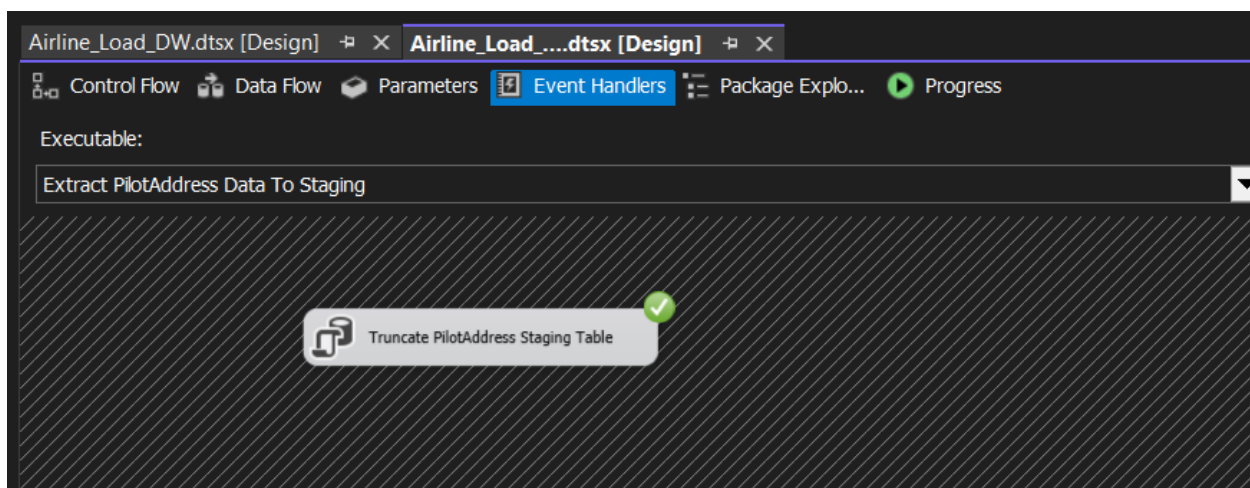 Airline_Load_DW.dtsx [Design] Airline_Load_....dtsx [Design]
Control Flow Data Flow Parameters Event Handlers Package Explo... Progress
Executable:
Extract PilotAddress Data To Staging
Truncate PilotAddress Staging Table